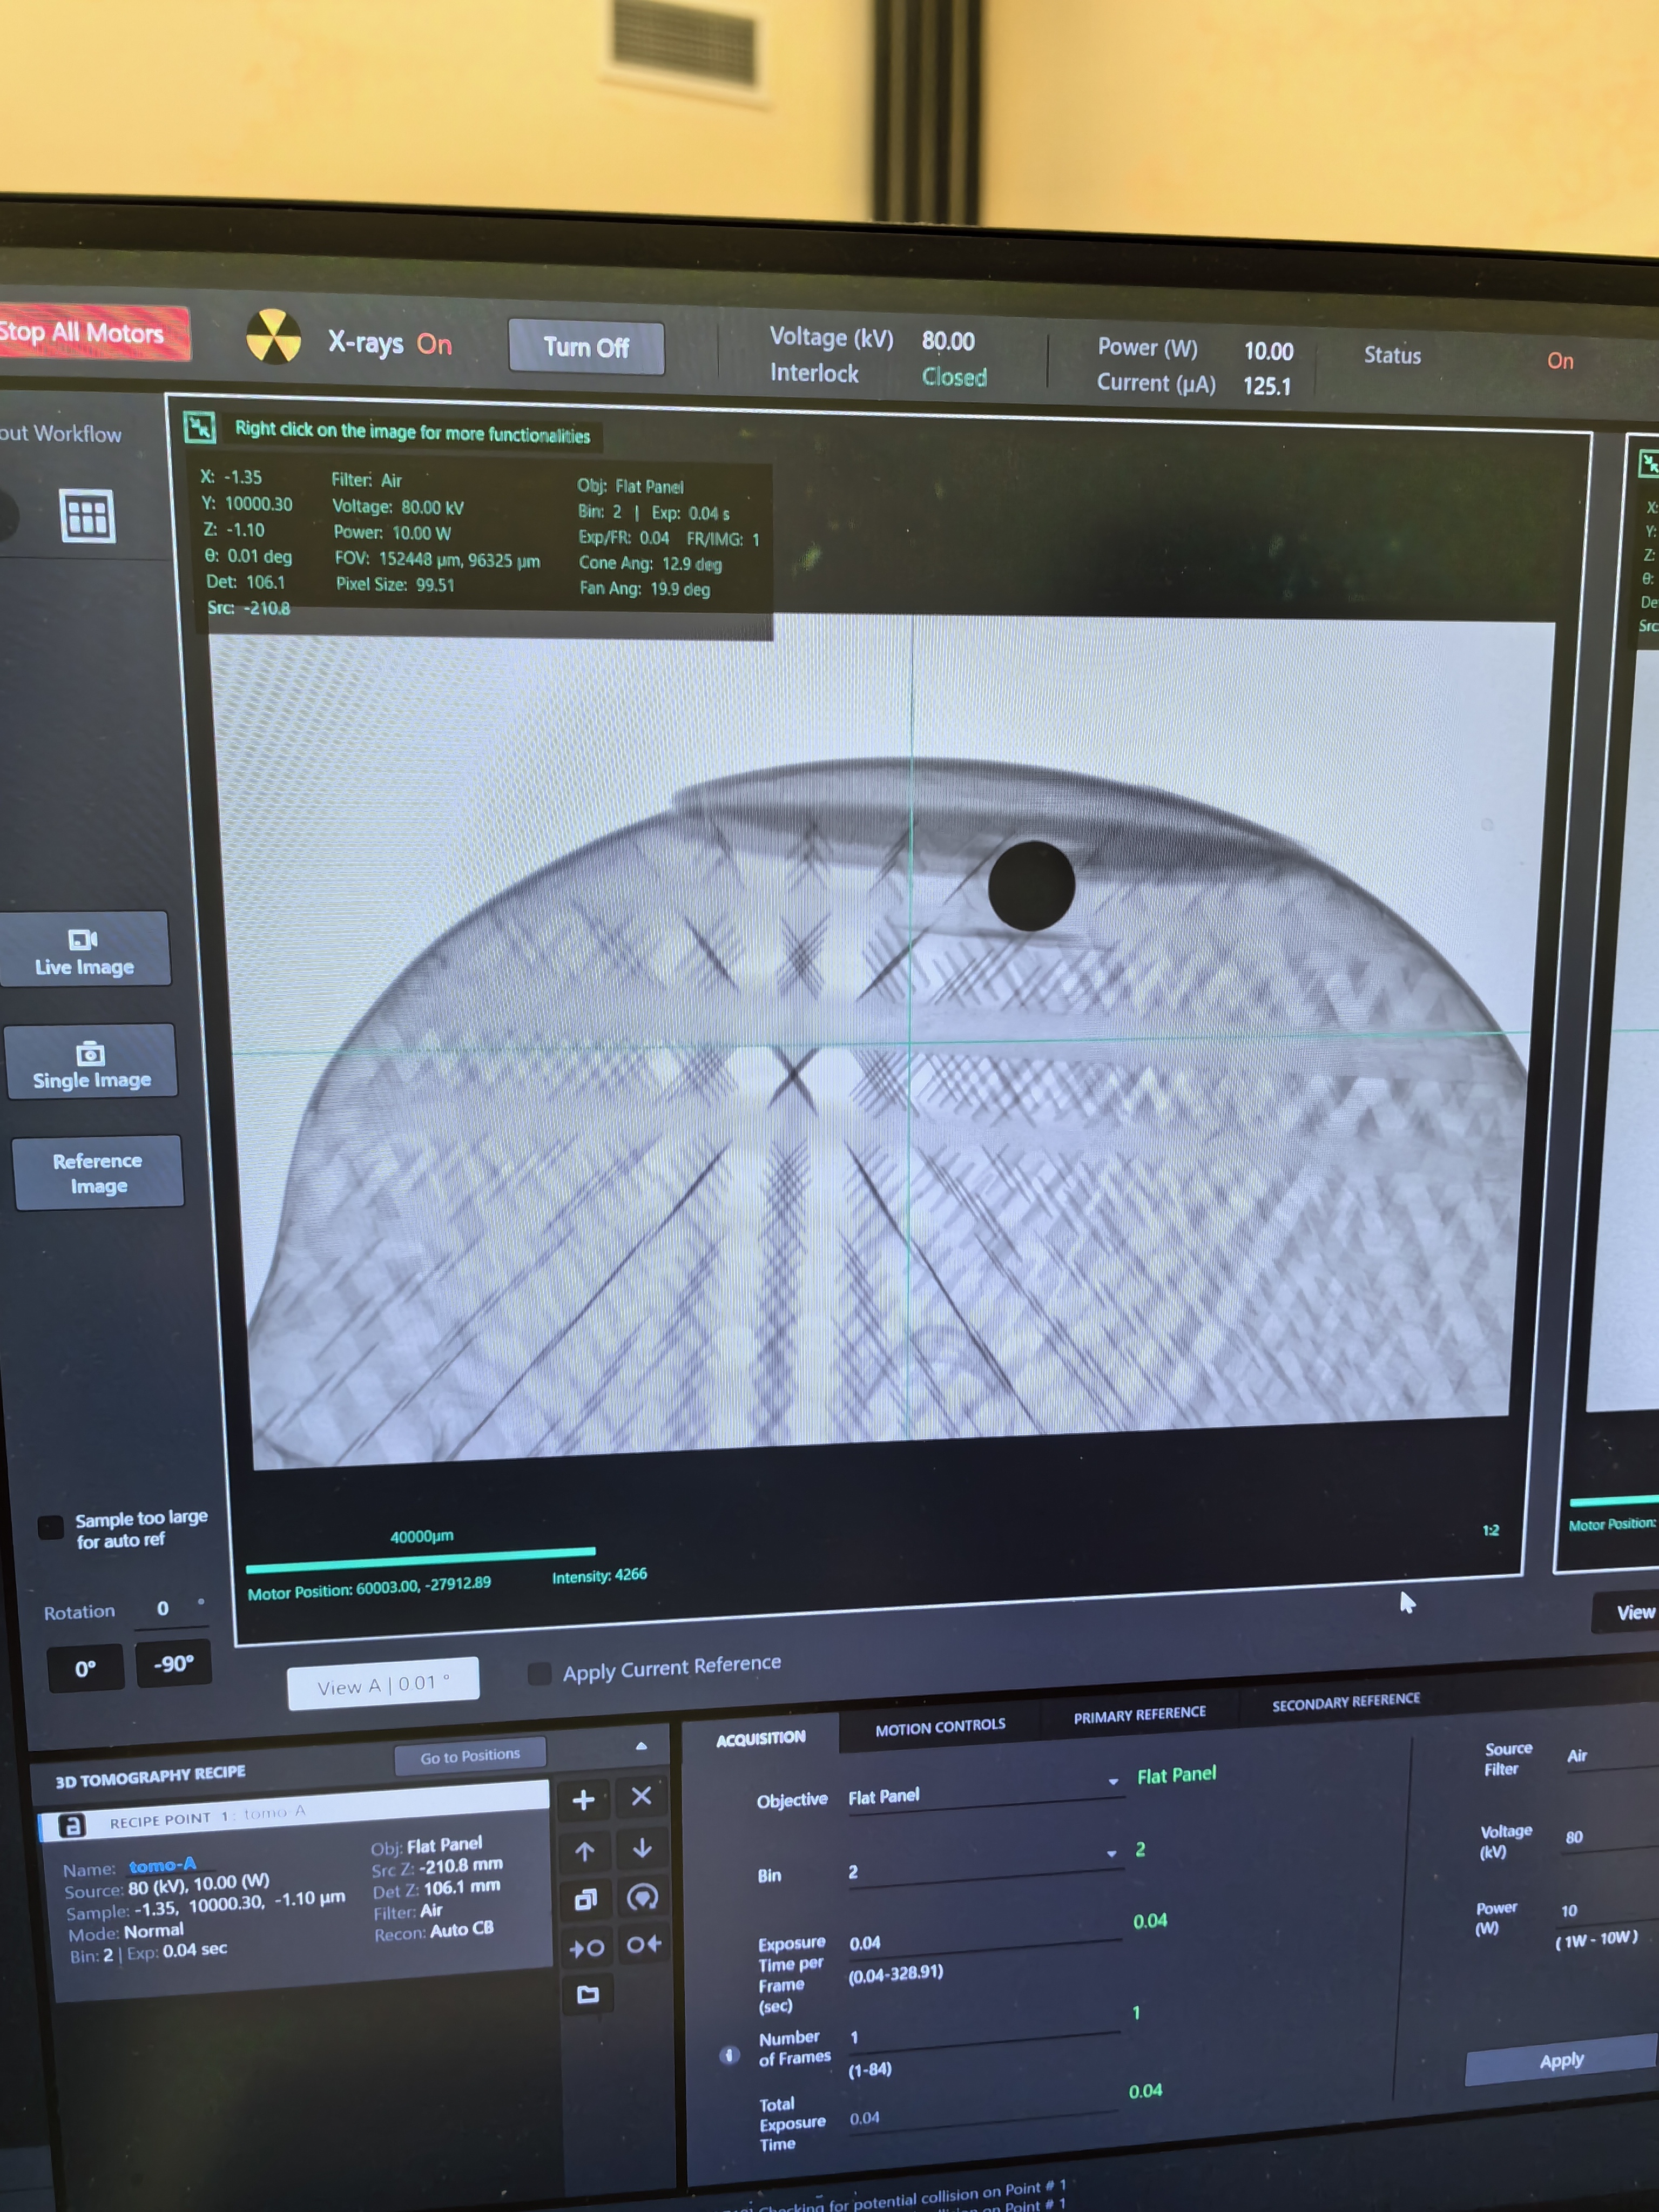 Stop All Motors
X-rays On
Turn Off
Voltage (kV) 80.00
Interlock Closed
Power (W) 10.00
Current (µA) 125.1
Status On
out Workflow
Right click on the image for more functionalities
X: -1.35
Y: 10000.30
Z: -1.10
θ: 0.01 deg
Det: 106.1
Src: -210.8
Filter: Air
Voltage: 80.00 kV
Power: 10.00 W
FOV: 152448 µm, 96325 µm
Pixel Size: 99.51
Obj: Flat Panel
Bin: 2 | Exp: 0.04 s
Exp/FR: 0.04 FR/IMG: 1
Cone Ang: 12.9 deg
Fan Ang: 19.9 deg
X:
Y:
Z:
θ:
De
Src
Live Image
Single Image
Reference
Image
Sample too large
for auto ref
Rotation 0 °
0°
-90°
40000µm
Motor Position: 60003.00, -27912.89
Intensity: 4266
1:2
Motor Position:
View
View A | 0.01 °
Apply Current Reference
3D TOMOGRAPHY RECIPE
Go to Positions
a RECIPE POINT 1 : tomo-A
Name: tomo-A
Source: 80 (kV), 10.00 (W)
Sample: -1.35, 10000.30, -1.10 µm
Mode: Normal
Bin: 2 | Exp: 0.04 sec
Obj: Flat Panel
Src Z: -210.8 mm
Det Z: 106.1 mm
Filter: Air
Recon: Auto CB
ACQUISITION
MOTION CONTROLS
PRIMARY REFERENCE
SECONDARY REFERENCE
Objective Flat Panel Flat Panel
Bin 2 2
Exposure
Time per
Frame
(sec)
0.04 0.04
(0.04-328.91)
Number
of Frames
1 1
(1-84)
Total
Exposure
Time
0.04 0.04
Source
Filter
Air
Voltage
(kV)
80
Power
(W)
10
(1W - 10W)
Apply
Checking for potential collision on Point # 1
on Point # 1